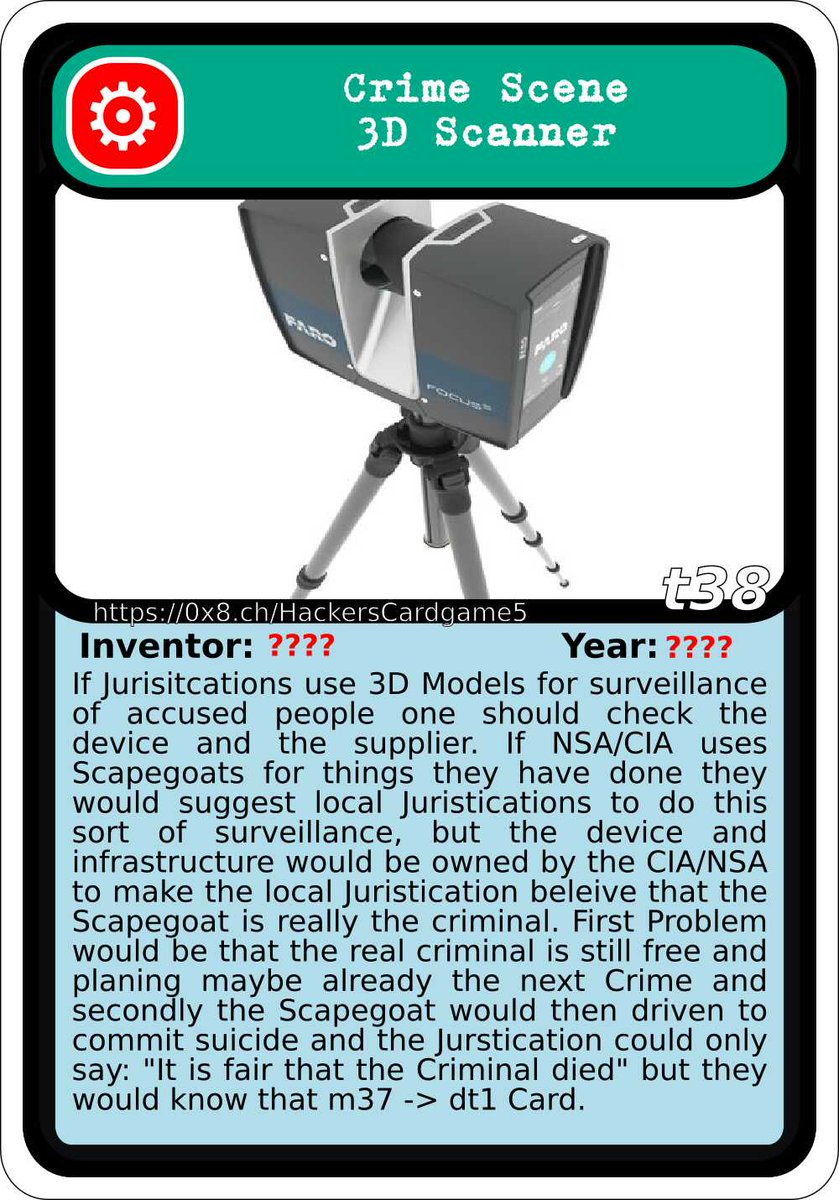 Crime Scene
3D Scanner
FARO
FARO
FARO
FOCUS S
t38
https://0x8.ch/HackersCardgame5
Inventor: ???? Year: ????
If Jurisitcations use 3D Models for surveillance
of accused people one should check the
device and the supplier. If NSA/CIA uses
Scapegoats for things they have done they
would suggest local Juristications to do this
sort of surveillance, but the device and
infrastructure would be owned by the CIA/NSA
to make the local Juristication beleive that the
Scapegoat is really the criminal. First Problem
would be that the real criminal is still free and
planing maybe already the next Crime and
secondly the Scapegoat would then driven to
commit suicide and the Jurstication could only
say: "It is fair that the Criminal died" but they
would know that m37 -> dt1 Card.